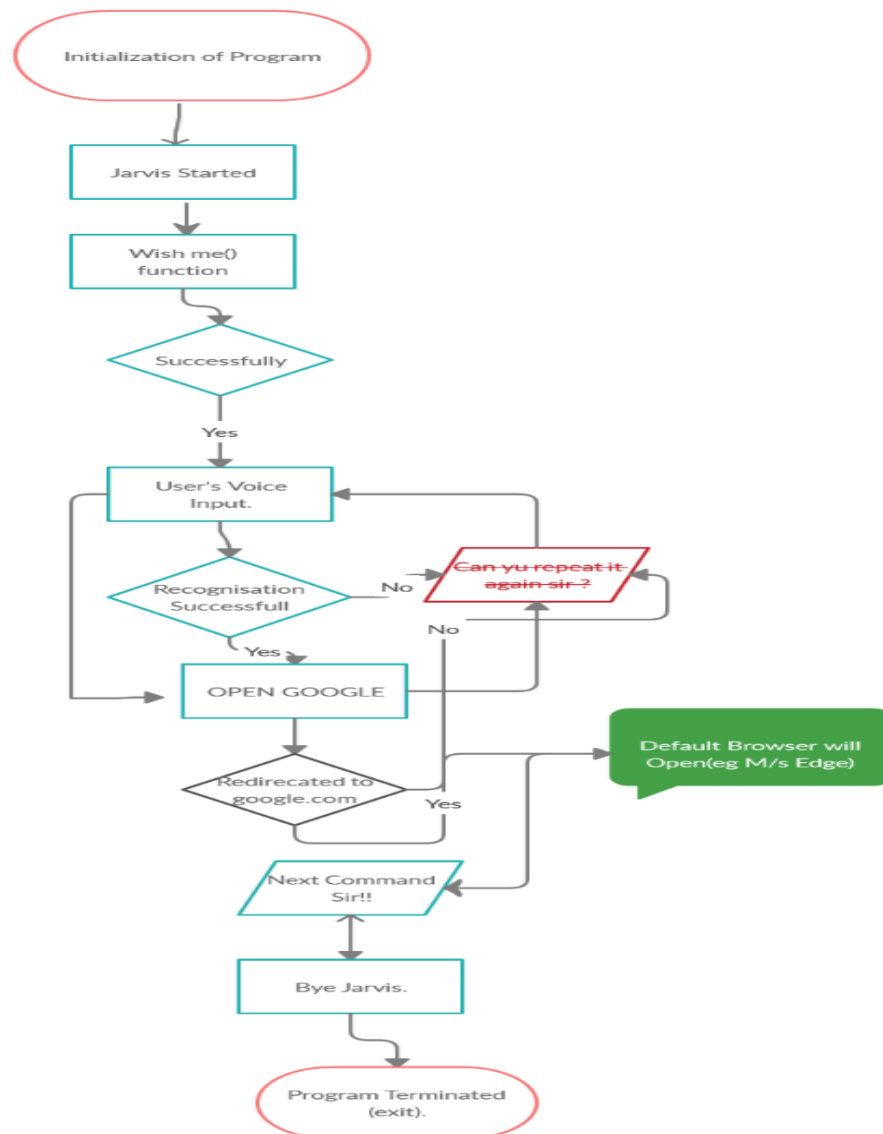 Initialization of Program
Jarvis Started
Wish me()
function
Successfully
Yes
User's Voice
Input.
Recognisation
Successfull
No
Can yu repeat it
again sir ?
No
Yes
OPEN GOOGLE
Redirecated to
google.com
Yes
Default Browser will
Open(eg M/s Edge)
Next Command
Sir!!
Bye Jarvis.
Program Terminated
(exit).